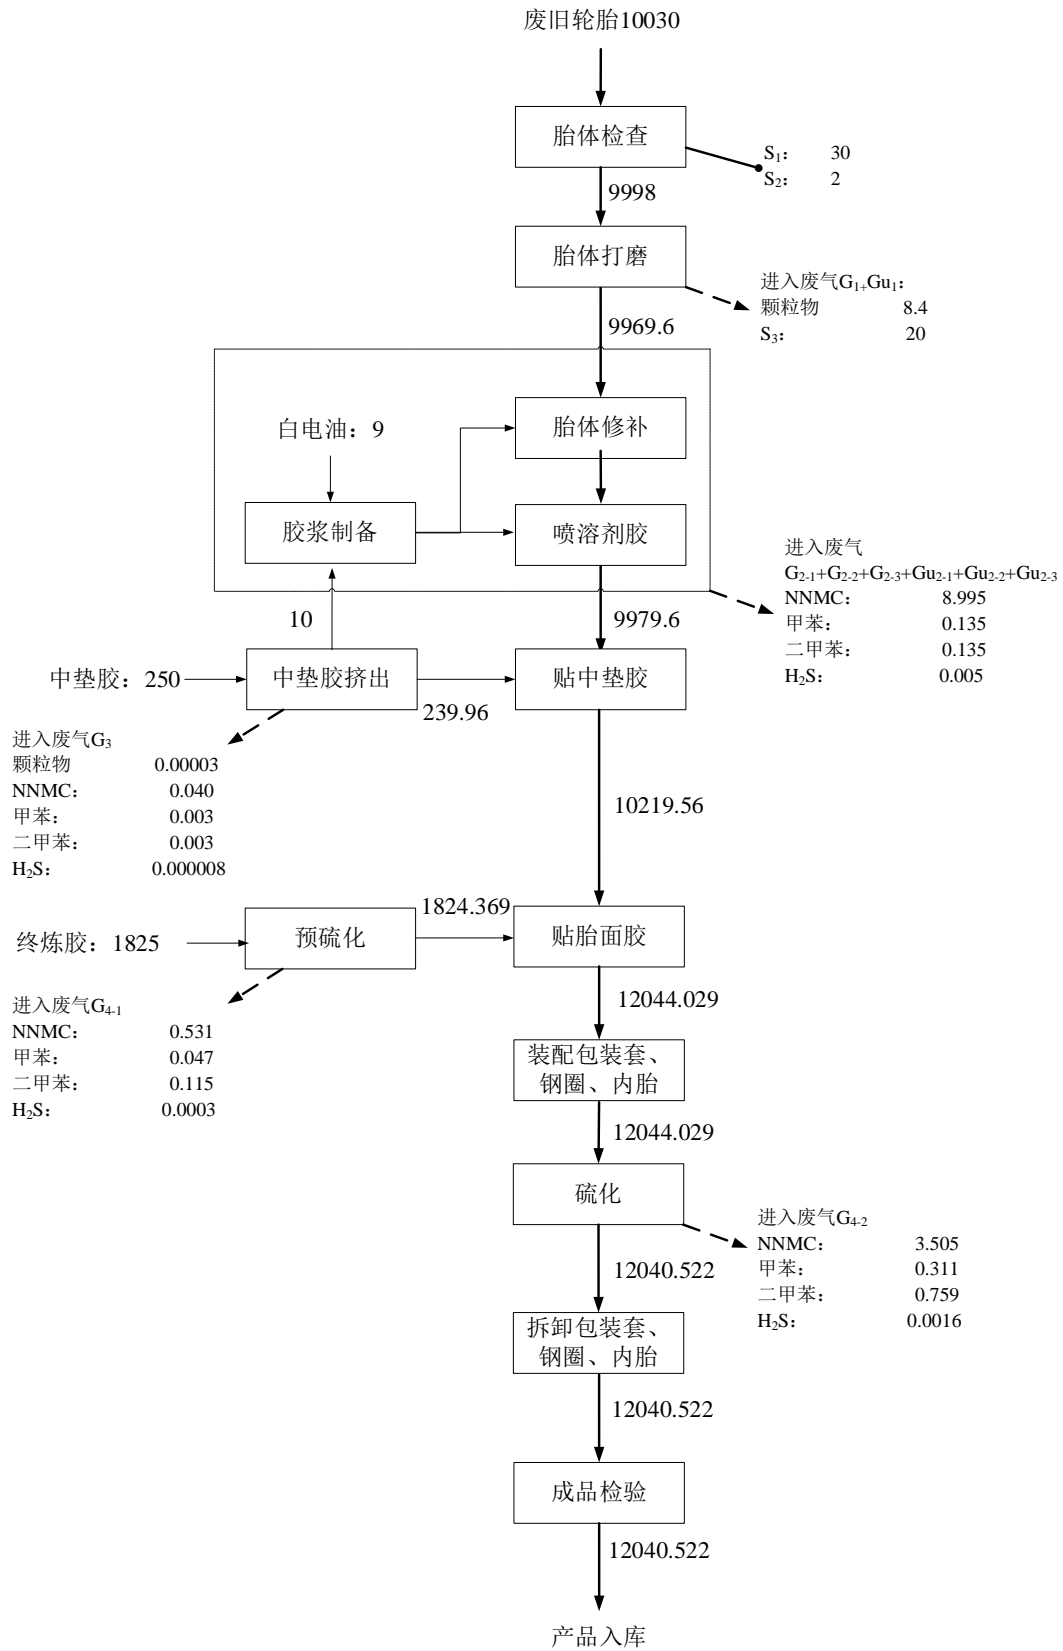 废旧轮胎10030
胎体检查
S₁： 30
S₂： 2
9998
胎体打磨
进入废气G₁₊Gu₁：
颗粒物 8.4
S₃： 20
9969.6
白电油：9
胎体修补
胶浆制备
喷溶剂胶
进入废气
G₂₋₁+G₂₋₂+G₂₋₃+Gu₂₋₁+Gu₂₋₂+Gu₂₋₃
NNMC： 8.995
甲苯： 0.135
二甲苯： 0.135
H₂S： 0.005
10
9979.6
中垫胶：250
中垫胶挤出
239.96
贴中垫胶
进入废气G₃
颗粒物 0.00003
NNMC： 0.040
甲苯： 0.003
二甲苯： 0.003
H₂S： 0.000008
10219.56
终炼胶：1825
预硫化
1824.369
贴胎面胶
进入废气G₄₋₁
NNMC： 0.531
甲苯： 0.047
二甲苯： 0.115
H₂S： 0.0003
12044.029
装配包装套、
钢圈、内胎
12044.029
硫化
进入废气G₄₋₂
NNMC： 3.505
甲苯： 0.311
二甲苯： 0.759
H₂S： 0.0016
12040.522
拆卸包装套、
钢圈、内胎
12040.522
成品检验
12040.522
产品入库